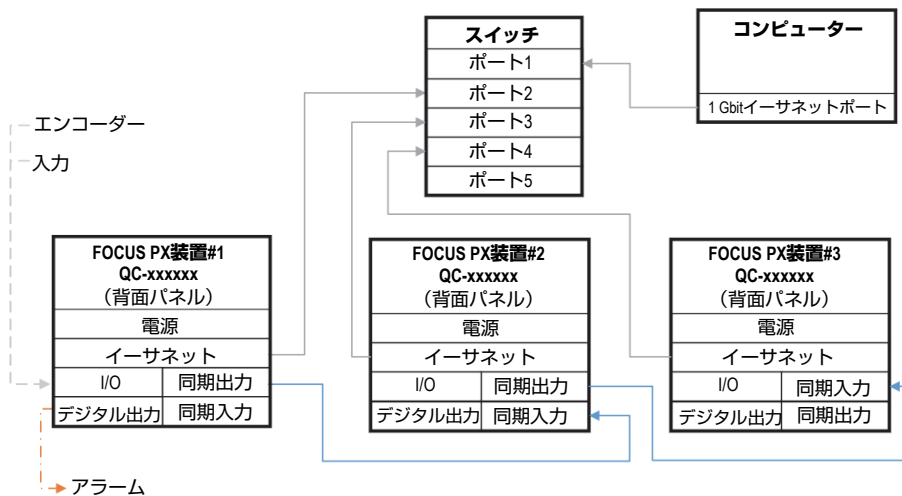 スイッチ
ポート1
ポート2
ポート3
ポート4
ポート5
コンピューター
1 Gbitイーサネットポート
エンコーダー
入力
FOCUS PX装置#1
QC-xxxxxx
（背面パネル）
電源
イーサネット
I/O 同期出力
デジタル出力 同期入力
アラーム
FOCUS PX装置#2
QC-xxxxxx
（背面パネル）
電源
イーサネット
I/O 同期出力
デジタル出力 同期入力
FOCUS PX装置#3
QC-xxxxxx
（背面パネル）
電源
イーサネット
I/O 同期入力
デジタル出力 同期出力